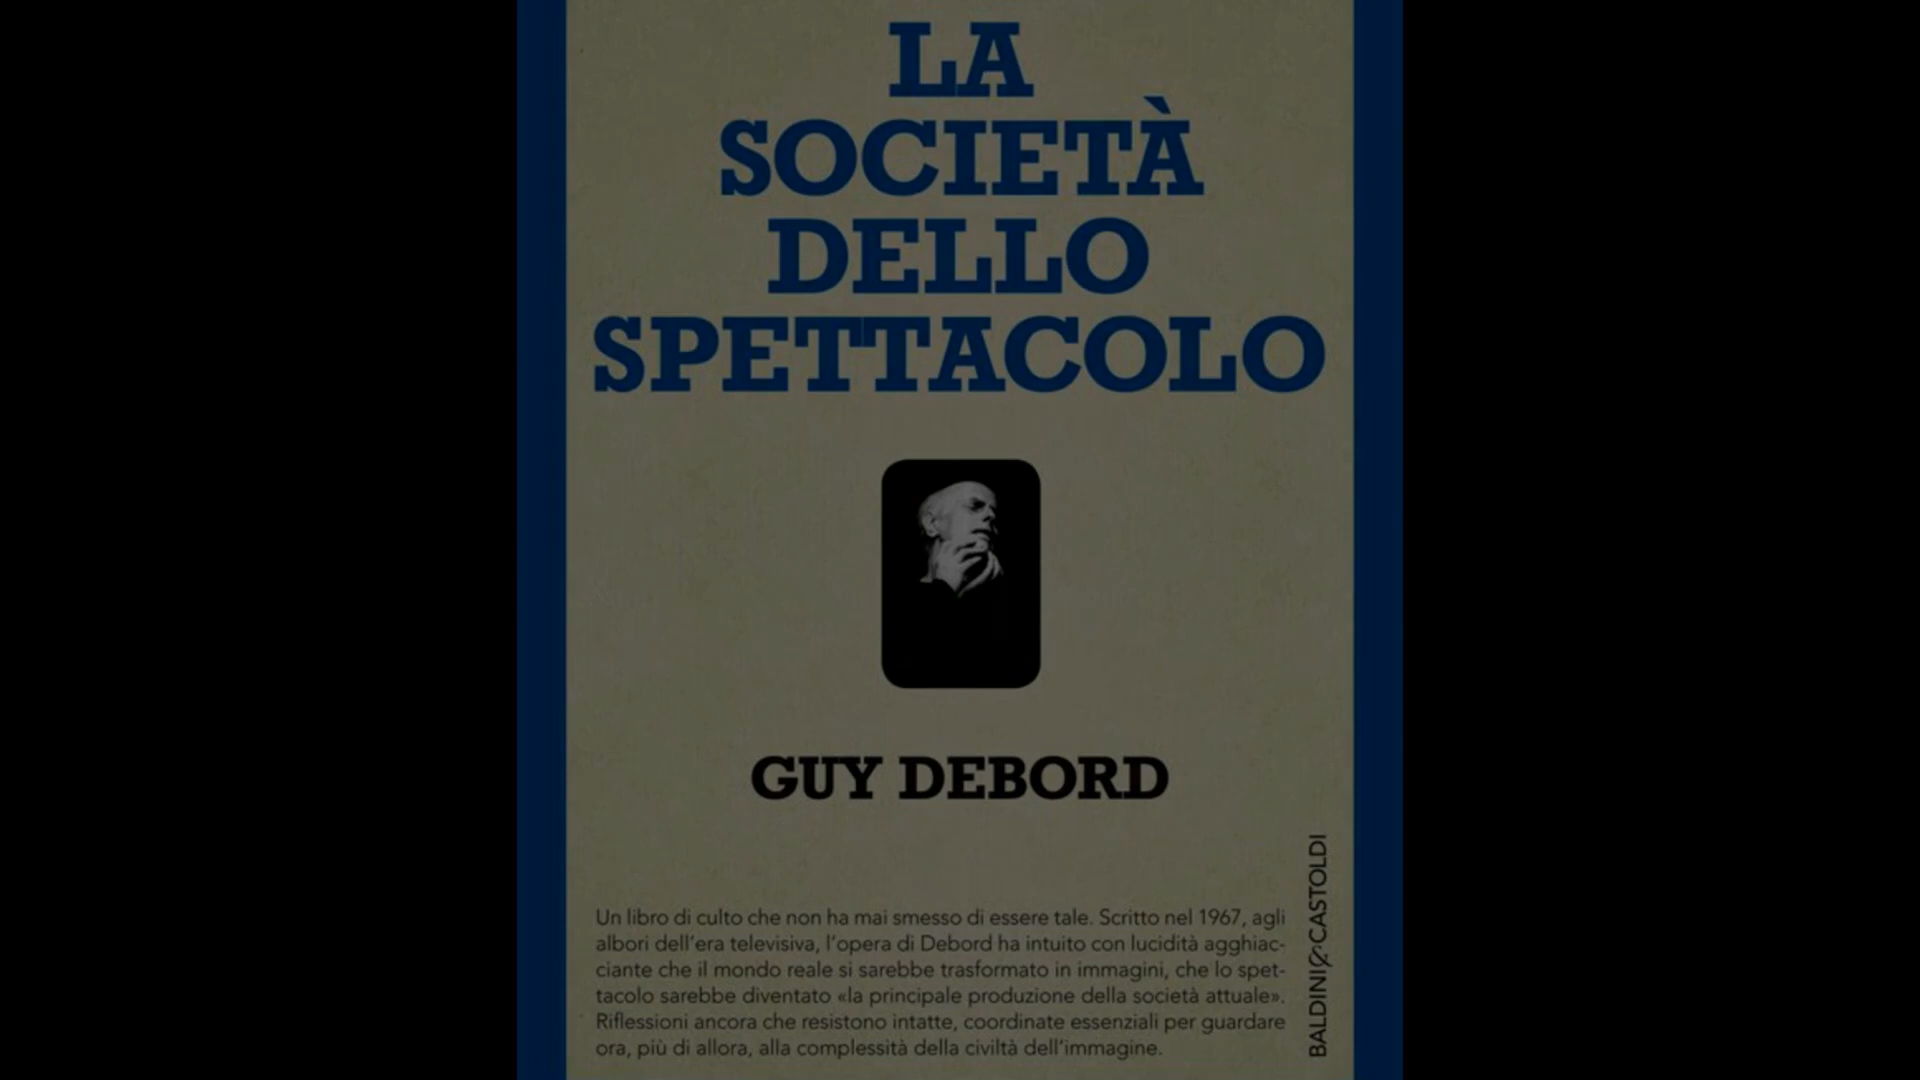 LA
SOCIETÀ
DELLO
SPETTACOLO
GUY DEBORD
Un libro di culto che non ha mai smesso di essere tale. Scritto nel 1967, agli
albori dell'era televisiva, l'opera di Debord ha intuito con lucidità agghiac-
ciante che il mondo reale si sarebbe trasformato in immagini, che lo spet-
tacolo sarebbe diventato «la principale produzione della società attuale».
Riflessioni ancora che resistono intatte, coordinate essenziali per guardare
ora, più di allora, alla complessità della civiltà dell'immagine.
BALDINI&CASTOLDI